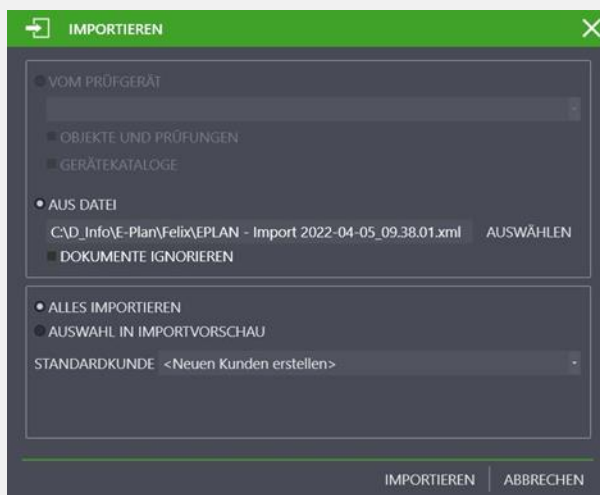 IMPORTIEREN
VOM PRÜFGERÄT
OBJEKTE UND PRÜFUNGEN
GERÄTEKATALOGE
AUS DATEI
C:\D_Info\E-Plan\Felix\EPLAN - Import 2022-04-05_09.38.01.xml AUSWÄHLEN
DOKUMENTE IGNORIEREN
ALLES IMPORTIEREN
AUSWAHL IN IMPORTVORSCHAU
STANDARDKUNDE <Neuen Kunden erstellen>
IMPORTIEREN ABBRECHEN